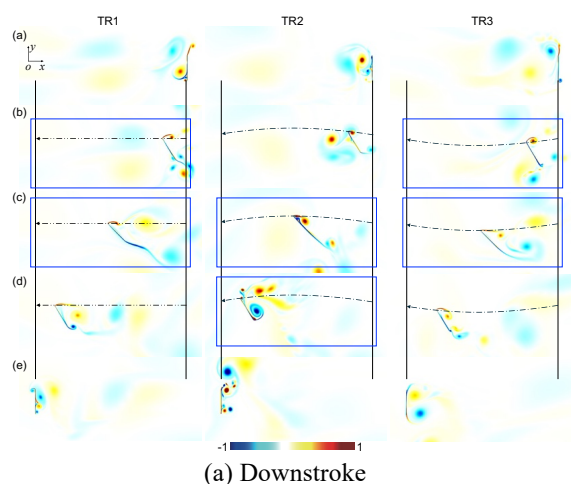 TR1 TR2 TR3
(a)
y
o x
(b)
(c)
(d)
(e)
-1 1
(a) Downstroke